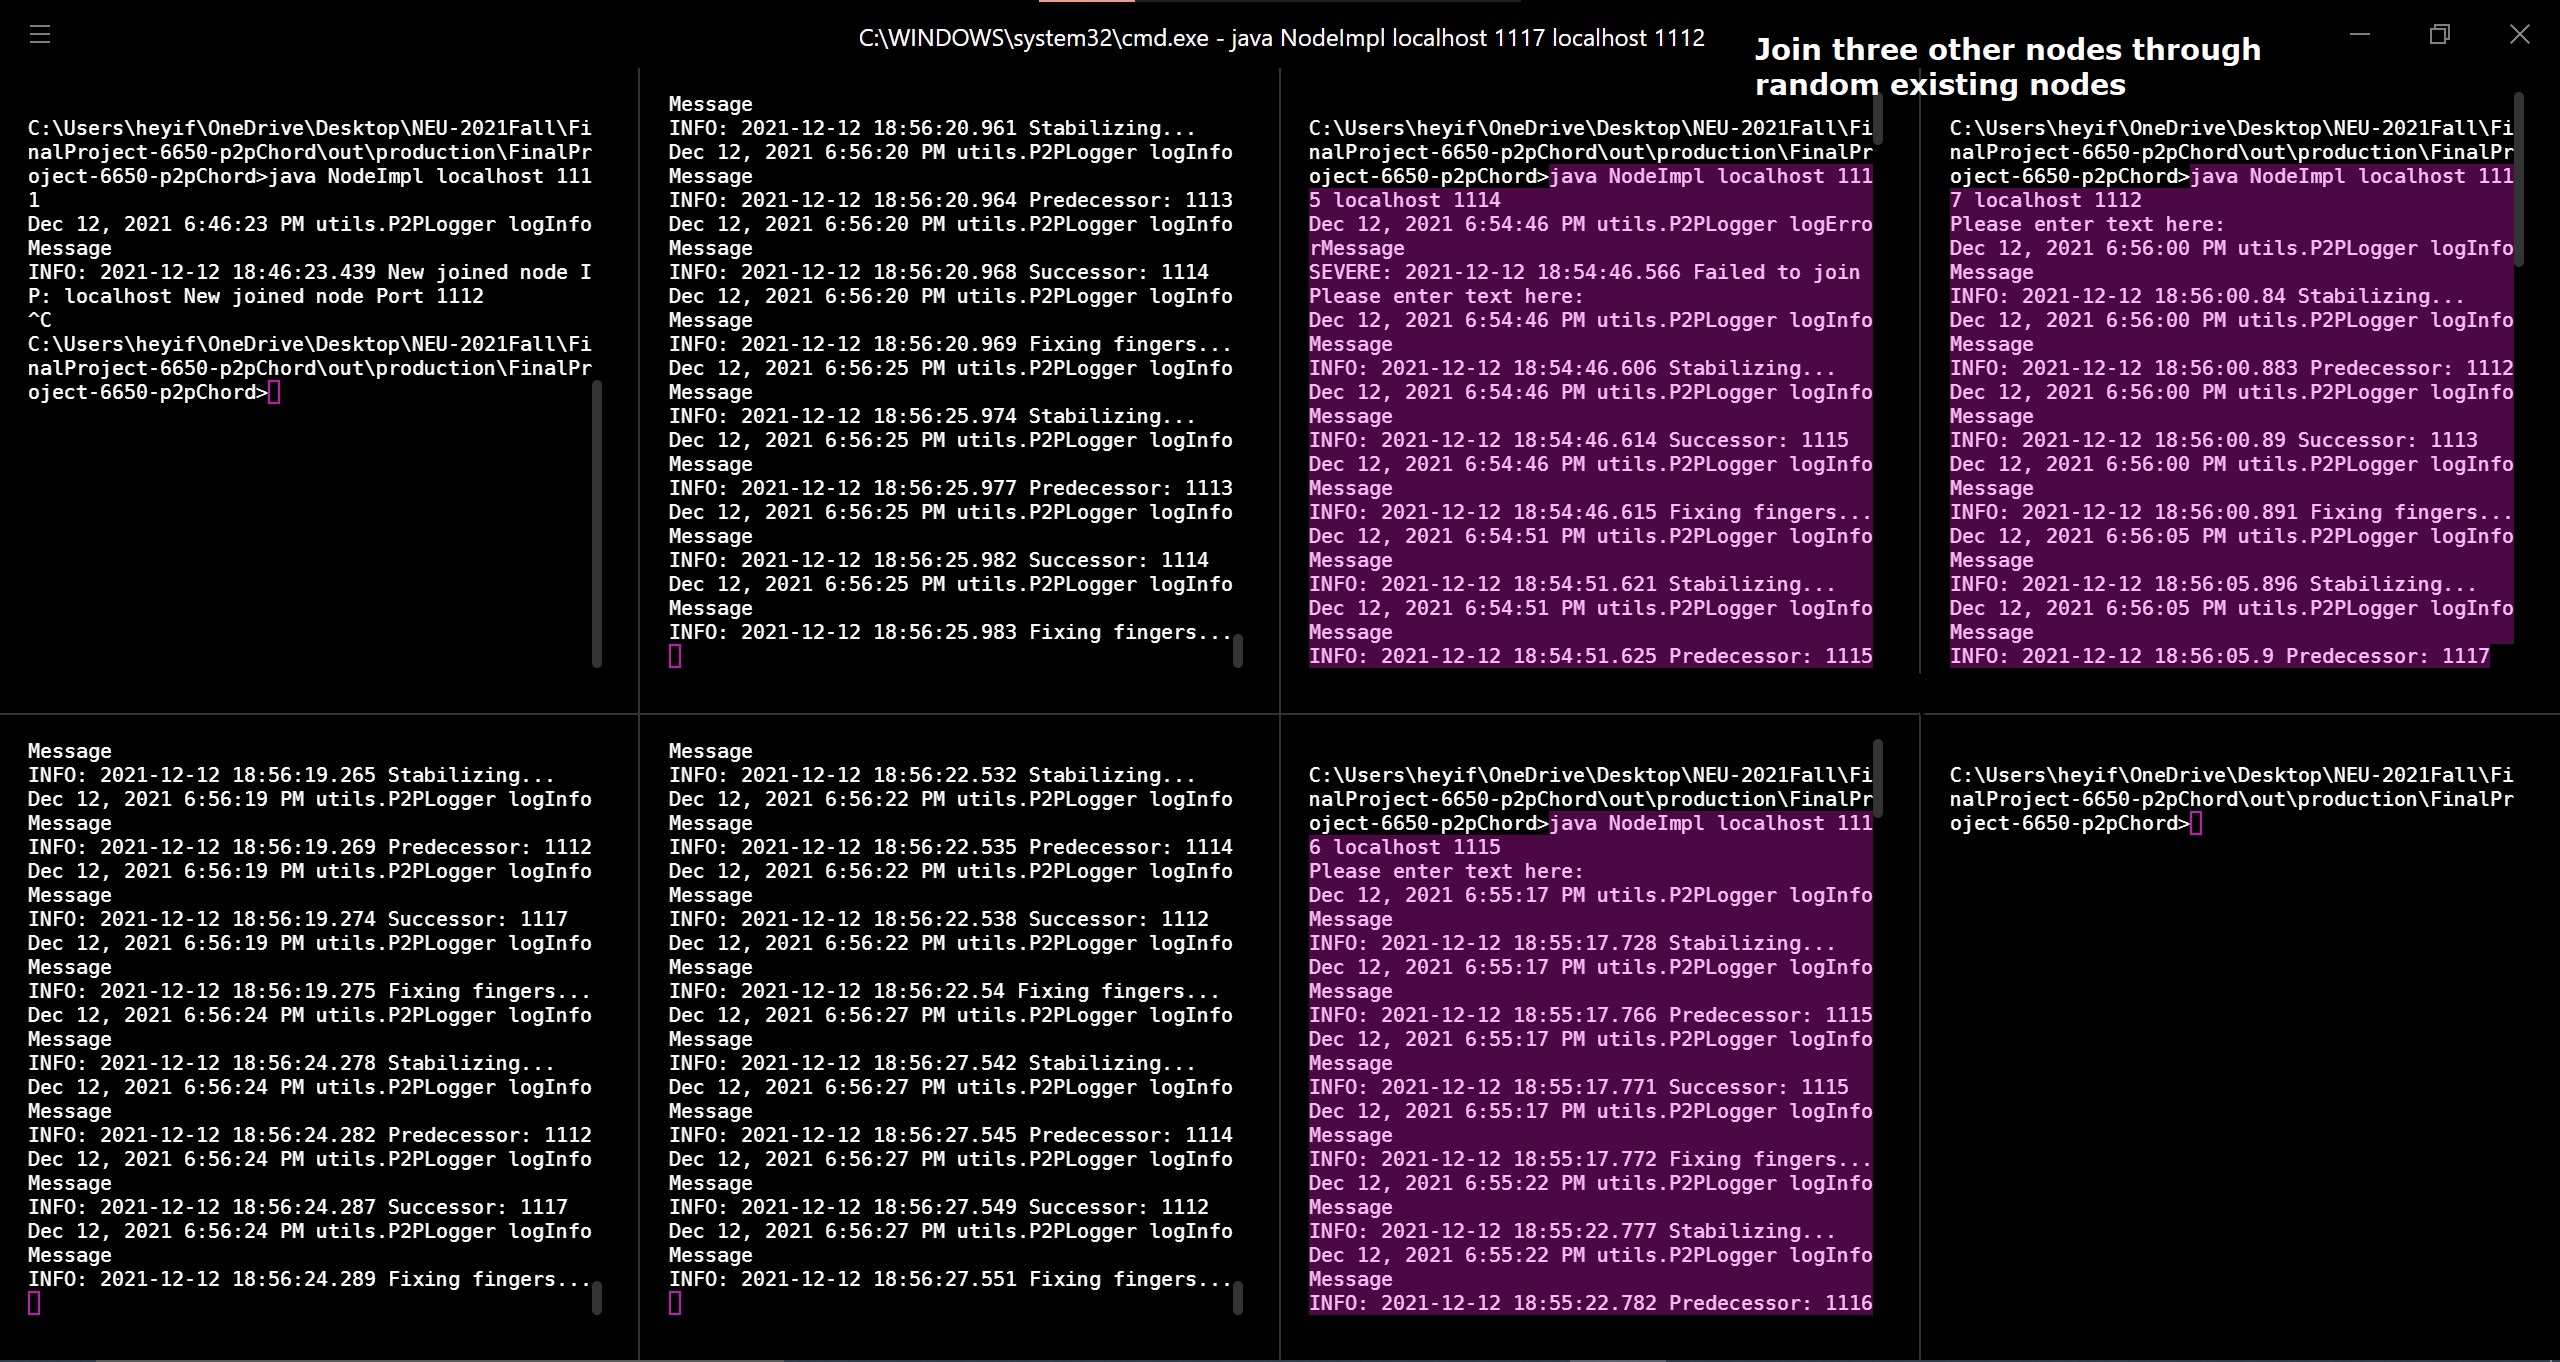 C:\WINDOWS\system32\cmd.exe - java NodeImpl localhost 1117 localhost 1112
Join three other nodes through
random existing nodes
C:\Users\heyif\OneDrive\Desktop\NEU-2021Fall\Fi
nalProject-6650-p2pChord\out\production\FinalPr
oject-6650-p2pChord>java NodeImpl localhost 111
1
Dec 12, 2021 6:46:23 PM utils.P2PLogger logInfo
Message
INFO: 2021-12-12 18:46:23.439 New joined node I
P: localhost New joined node Port 1112
^C
C:\Users\heyif\OneDrive\Desktop\NEU-2021Fall\Fi
nalProject-6650-p2pChord\out\production\FinalPr
oject-6650-p2pChord>
Message
INFO: 2021-12-12 18:56:20.961 Stabilizing...
Dec 12, 2021 6:56:20 PM utils.P2PLogger logInfo
Message
INFO: 2021-12-12 18:56:20.964 Predecessor: 1113
Dec 12, 2021 6:56:20 PM utils.P2PLogger logInfo
Message
INFO: 2021-12-12 18:56:20.968 Successor: 1114
Dec 12, 2021 6:56:20 PM utils.P2PLogger logInfo
Message
INFO: 2021-12-12 18:56:20.969 Fixing fingers...
Dec 12, 2021 6:56:25 PM utils.P2PLogger logInfo
Message
INFO: 2021-12-12 18:56:25.974 Stabilizing...
Dec 12, 2021 6:56:25 PM utils.P2PLogger logInfo
Message
INFO: 2021-12-12 18:56:25.977 Predecessor: 1113
Dec 12, 2021 6:56:25 PM utils.P2PLogger logInfo
Message
INFO: 2021-12-12 18:56:25.982 Successor: 1114
Dec 12, 2021 6:56:25 PM utils.P2PLogger logInfo
Message
INFO: 2021-12-12 18:56:25.983 Fixing fingers...
C:\Users\heyif\OneDrive\Desktop\NEU-2021Fall\Fi
nalProject-6650-p2pChord\out\production\FinalPr
oject-6650-p2pChord>java NodeImpl localhost 111
5 localhost 1114
Dec 12, 2021 6:54:46 PM utils.P2PLogger logErro
rMessage
SEVERE: 2021-12-12 18:54:46.566 Failed to join
Please enter text here:
Dec 12, 2021 6:54:46 PM utils.P2PLogger logInfo
Message
INFO: 2021-12-12 18:54:46.606 Stabilizing...
Dec 12, 2021 6:54:46 PM utils.P2PLogger logInfo
Message
INFO: 2021-12-12 18:54:46.614 Successor: 1115
Dec 12, 2021 6:54:46 PM utils.P2PLogger logInfo
Message
INFO: 2021-12-12 18:54:46.615 Fixing fingers...
Dec 12, 2021 6:54:51 PM utils.P2PLogger logInfo
Message
INFO: 2021-12-12 18:54:51.621 Stabilizing...
Dec 12, 2021 6:54:51 PM utils.P2PLogger logInfo
Message
INFO: 2021-12-12 18:54:51.625 Predecessor: 1115
C:\Users\heyif\OneDrive\Desktop\NEU-2021Fall\Fi
nalProject-6650-p2pChord\out\production\FinalPr
oject-6650-p2pChord>java NodeImpl localhost 111
7 localhost 1112
Please enter text here:
Dec 12, 2021 6:56:00 PM utils.P2PLogger logInfo
Message
INFO: 2021-12-12 18:56:00.84 Stabilizing...
Dec 12, 2021 6:56:00 PM utils.P2PLogger logInfo
Message
INFO: 2021-12-12 18:56:00.883 Predecessor: 1112
Dec 12, 2021 6:56:00 PM utils.P2PLogger logInfo
Message
INFO: 2021-12-12 18:56:00.89 Successor: 1113
Dec 12, 2021 6:56:00 PM utils.P2PLogger logInfo
Message
INFO: 2021-12-12 18:56:00.891 Fixing fingers...
Dec 12, 2021 6:56:05 PM utils.P2PLogger logInfo
Message
INFO: 2021-12-12 18:56:05.896 Stabilizing...
Dec 12, 2021 6:56:05 PM utils.P2PLogger logInfo
Message
INFO: 2021-12-12 18:56:05.9 Predecessor: 1117
Message
INFO: 2021-12-12 18:56:19.265 Stabilizing...
Dec 12, 2021 6:56:19 PM utils.P2PLogger logInfo
Message
INFO: 2021-12-12 18:56:19.269 Predecessor: 1112
Dec 12, 2021 6:56:19 PM utils.P2PLogger logInfo
Message
INFO: 2021-12-12 18:56:19.274 Successor: 1117
Dec 12, 2021 6:56:19 PM utils.P2PLogger logInfo
Message
INFO: 2021-12-12 18:56:19.275 Fixing fingers...
Dec 12, 2021 6:56:24 PM utils.P2PLogger logInfo
Message
INFO: 2021-12-12 18:56:24.278 Stabilizing...
Dec 12, 2021 6:56:24 PM utils.P2PLogger logInfo
Message
INFO: 2021-12-12 18:56:24.282 Predecessor: 1112
Dec 12, 2021 6:56:24 PM utils.P2PLogger logInfo
Message
INFO: 2021-12-12 18:56:24.287 Successor: 1117
Dec 12, 2021 6:56:24 PM utils.P2PLogger logInfo
Message
INFO: 2021-12-12 18:56:24.289 Fixing fingers...
Message
INFO: 2021-12-12 18:56:22.532 Stabilizing...
Dec 12, 2021 6:56:22 PM utils.P2PLogger logInfo
Message
INFO: 2021-12-12 18:56:22.535 Predecessor: 1114
Dec 12, 2021 6:56:22 PM utils.P2PLogger logInfo
Message
INFO: 2021-12-12 18:56:22.538 Successor: 1112
Dec 12, 2021 6:56:22 PM utils.P2PLogger logInfo
Message
INFO: 2021-12-12 18:56:22.54 Fixing fingers...
Dec 12, 2021 6:56:27 PM utils.P2PLogger logInfo
Message
INFO: 2021-12-12 18:56:27.542 Stabilizing...
Dec 12, 2021 6:56:27 PM utils.P2PLogger logInfo
Message
INFO: 2021-12-12 18:56:27.545 Predecessor: 1114
Dec 12, 2021 6:56:27 PM utils.P2PLogger logInfo
Message
INFO: 2021-12-12 18:56:27.549 Successor: 1112
Dec 12, 2021 6:56:27 PM utils.P2PLogger logInfo
Message
INFO: 2021-12-12 18:56:27.551 Fixing fingers...
C:\Users\heyif\OneDrive\Desktop\NEU-2021Fall\Fi
nalProject-6650-p2pChord\out\production\FinalPr
oject-6650-p2pChord>java NodeImpl localhost 111
6 localhost 1115
Please enter text here:
Dec 12, 2021 6:55:17 PM utils.P2PLogger logInfo
Message
INFO: 2021-12-12 18:55:17.728 Stabilizing...
Dec 12, 2021 6:55:17 PM utils.P2PLogger logInfo
Message
INFO: 2021-12-12 18:55:17.766 Predecessor: 1115
Dec 12, 2021 6:55:17 PM utils.P2PLogger logInfo
Message
INFO: 2021-12-12 18:55:17.771 Successor: 1115
Dec 12, 2021 6:55:17 PM utils.P2PLogger logInfo
Message
INFO: 2021-12-12 18:55:17.772 Fixing fingers...
Dec 12, 2021 6:55:22 PM utils.P2PLogger logInfo
Message
INFO: 2021-12-12 18:55:22.777 Stabilizing...
Dec 12, 2021 6:55:22 PM utils.P2PLogger logInfo
Message
INFO: 2021-12-12 18:55:22.782 Predecessor: 1116
C:\Users\heyif\OneDrive\Desktop\NEU-2021Fall\Fi
nalProject-6650-p2pChord\out\production\FinalPr
oject-6650-p2pChord>